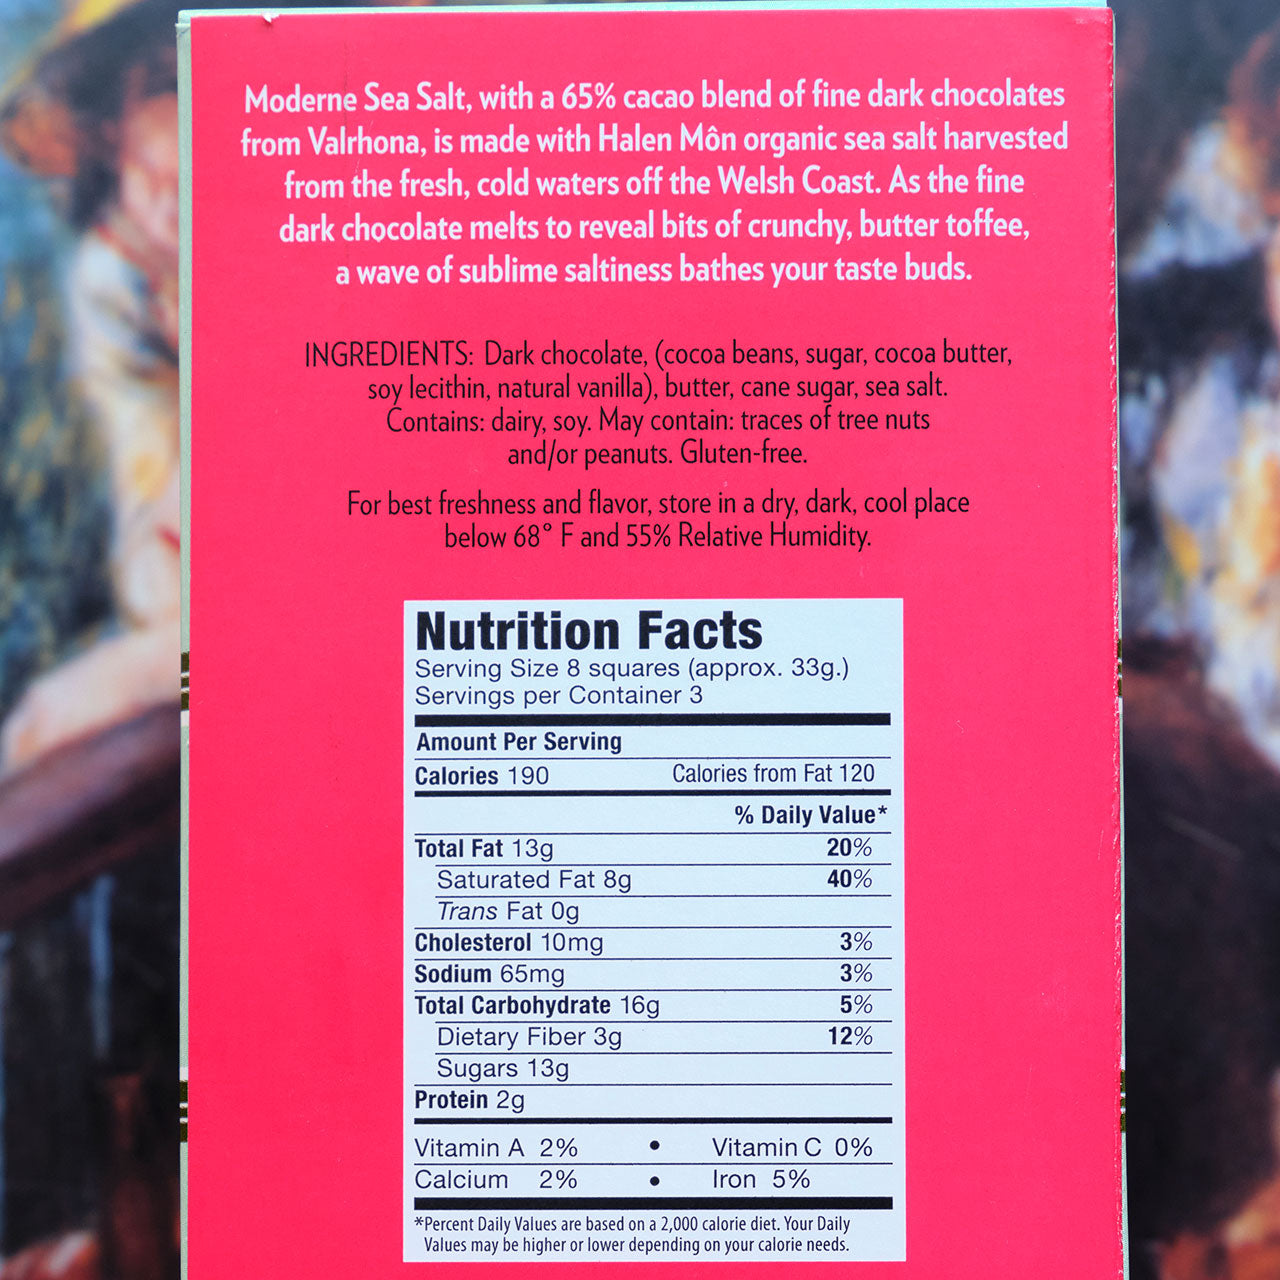 Moderne Sea Salt, with a 65% cacao blend of fine dark chocolates
from Valrhona, is made with Halen Môn organic sea salt harvested
from the fresh, cold waters off the Welsh Coast. As the fine
dark chocolate melts to reveal bits of crunchy, butter toffee,
a wave of sublime saltiness bathes your taste buds.
INGREDIENTS: Dark chocolate, (cocoa beans, sugar, cocoa butter,
soy lecithin, natural vanilla), butter, cane sugar, sea salt.
Contains: dairy, soy. May contain: traces of tree nuts
and/or peanuts. Gluten-free.
For best freshness and flavor, store in a dry, dark, cool place
below 68° F and 55% Relative Humidity.
Nutrition Facts
Serving Size 8 squares (approx. 33g.)
Servings per Container 3
Amount Per Serving
Calories 190 Calories from Fat 120
% Daily Value*
Total Fat 13g 20%
Saturated Fat 8g 40%
Trans Fat 0g
Cholesterol 10mg 3%
Sodium 65mg 3%
Total Carbohydrate 16g 5%
Dietary Fiber 3g 12%
Sugars 13g
Protein 2g
Vitamin A 2% • Vitamin C 0%
Calcium 2% • Iron 5%
*Percent Daily Values are based on a 2,000 calorie diet. Your Daily
Values may be higher or lower depending on your calorie needs.